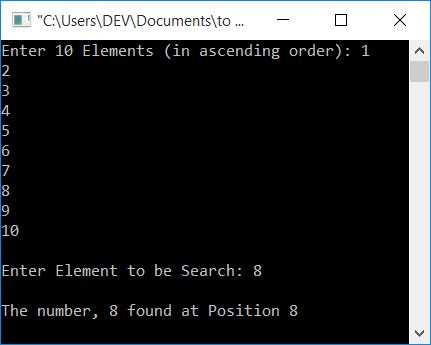 "C:\Users\DEV\Documents\to ...
Enter 10 Elements (in ascending order): 1
2
3
4
5
6
7
8
9
10
Enter Element to be Search: 8
The number, 8 found at Position 8